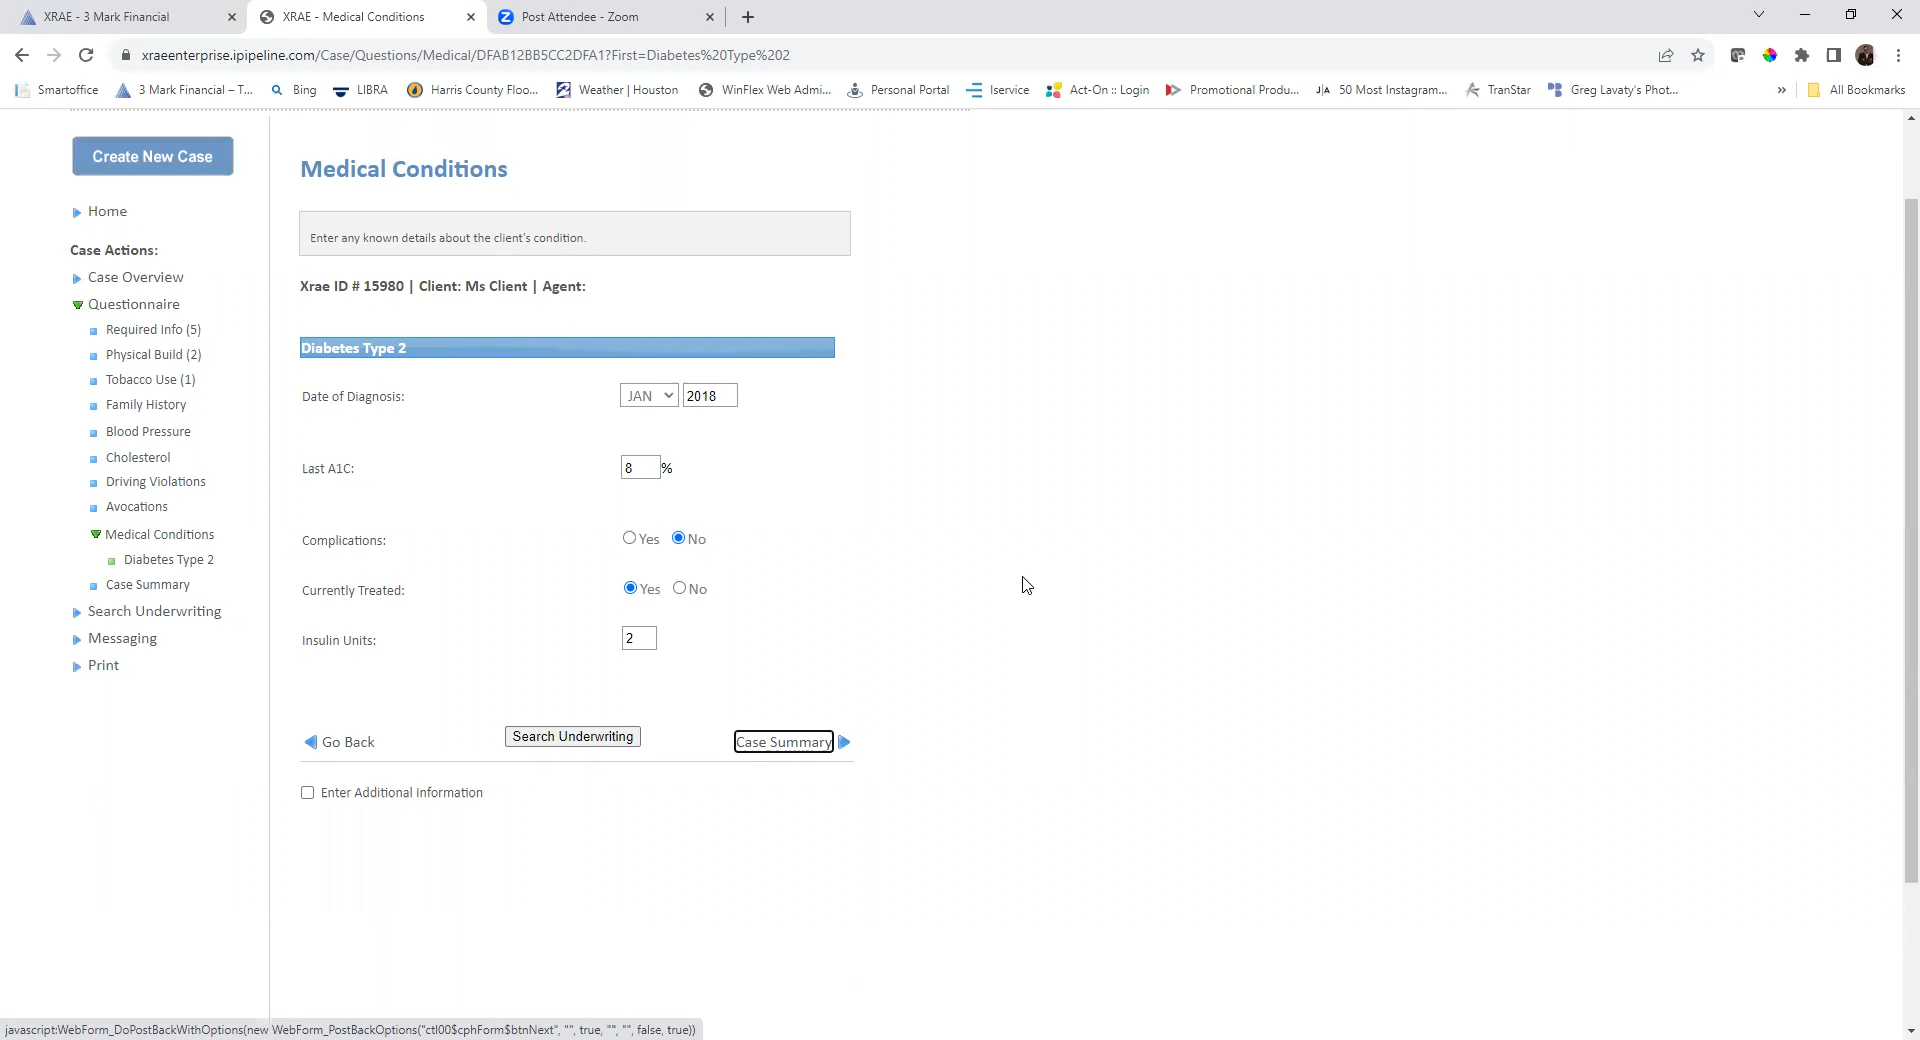 XRAE - 3 Mark Financial
XRAE - Medical Conditions
Post Attendee - Zoom
xraeenterprise.ipipeline.com/Case/Questions/Medical/DFAB12BB5CC2DFA1?First=Diabetes%20Type%202
Smartoffice
3 Mark Financial – T...
Bing
LIBRA
Harris County Floo...
Weather | Houston
WinFlex Web Admi...
Personal Portal
Iservice
Act-On :: Login
Promotional Produ...
J|A 50 Most Instagram...
TranStar
Greg Lavaty's Phot...
»
All Bookmarks
Create New Case
Home
Case Actions:
Case Overview
Questionnaire
Required Info (5)
Physical Build (2)
Tobacco Use (1)
Family History
Blood Pressure
Cholesterol
Driving Violations
Avocations
Medical Conditions
Diabetes Type 2
Case Summary
Search Underwriting
Messaging
Print
Medical Conditions
Enter any known details about the client's condition.
Xrae ID # 15980 | Client: Ms Client | Agent:
Diabetes Type 2
Date of Diagnosis: JAN 2018
Last A1C: 8 %
Complications: Yes No
Currently Treated: Yes No
Insulin Units: 2
Go Back Search Underwriting Case Summary
Enter Additional Information
javascript:WebForm_DoPostBackWithOptions(new WebForm_PostBackOptions("ctl00$cphForm$btnNext", "", true, "", "", false, true))